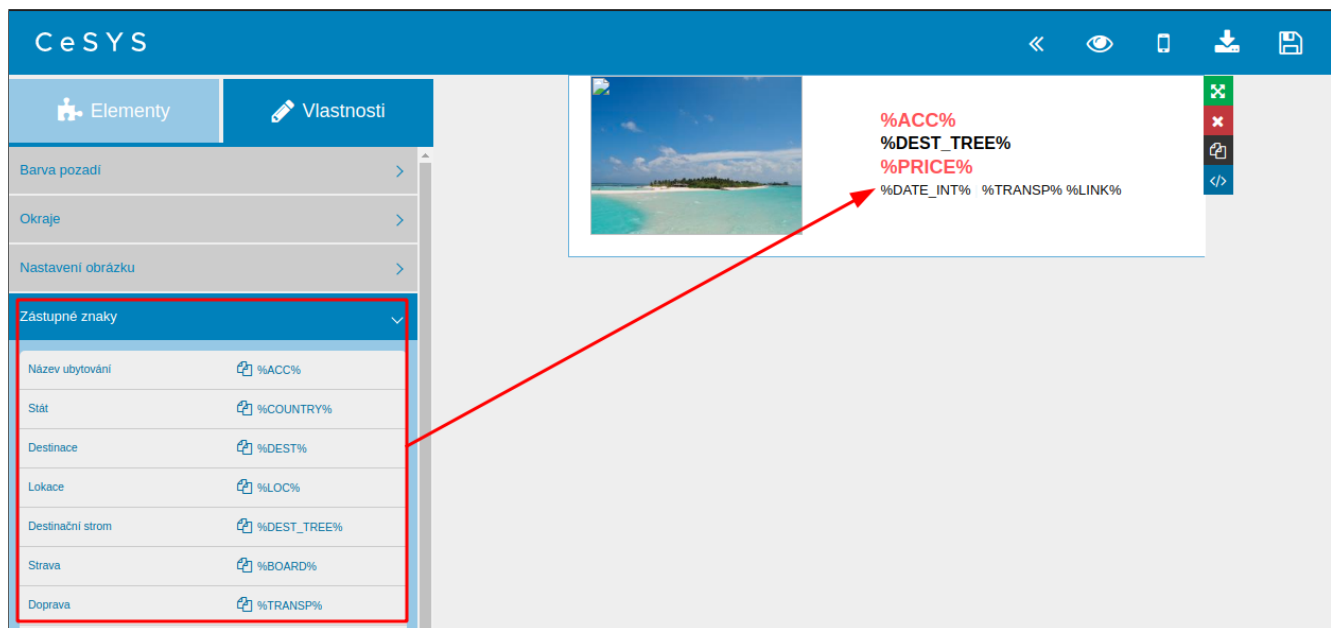 CeSYS
Elementy
Vlastnosti
Barva pozadí
Okraje
Nastavení obrázku
Zástupné znaky
Název ubytování %ACC%
Stát %COUNTRY%
Destinace %DEST%
Lokace %LOC%
Destinační strom %DEST_TREE%
Strava %BOARD%
Doprava %TRANSP%
%ACC%
%DEST_TREE%
%PRICE%
%DATE_INT% %TRANSP% %LINK%